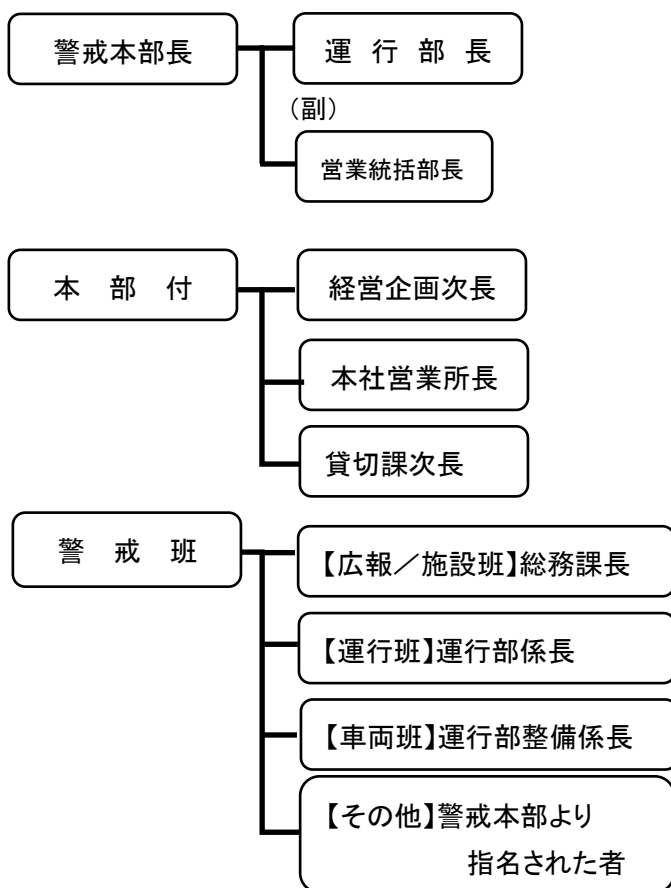 警戒本部長
運 行 部 長
(副)
営業統括部長
本 部 付
経営企画次長
本社営業所長
貸切課次長
警 戒 班
【広報／施設班】総務課長
【運行班】運行部係長
【車両班】運行部整備係長
【その他】警戒本部より
指名された者